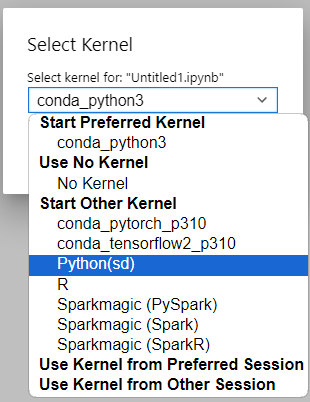 Select Kernel
Select kernel for: "Untitled1.ipynb"
conda_python3
Start Preferred Kernel
conda_python3
Use No Kernel
No Kernel
Start Other Kernel
conda_pytorch_p310
conda_tensorflow2_p310
Python(sd)
R
Sparkmagic (PySpark)
Sparkmagic (Spark)
Sparkmagic (SparkR)
Use Kernel from Preferred Session
Use Kernel from Other Session